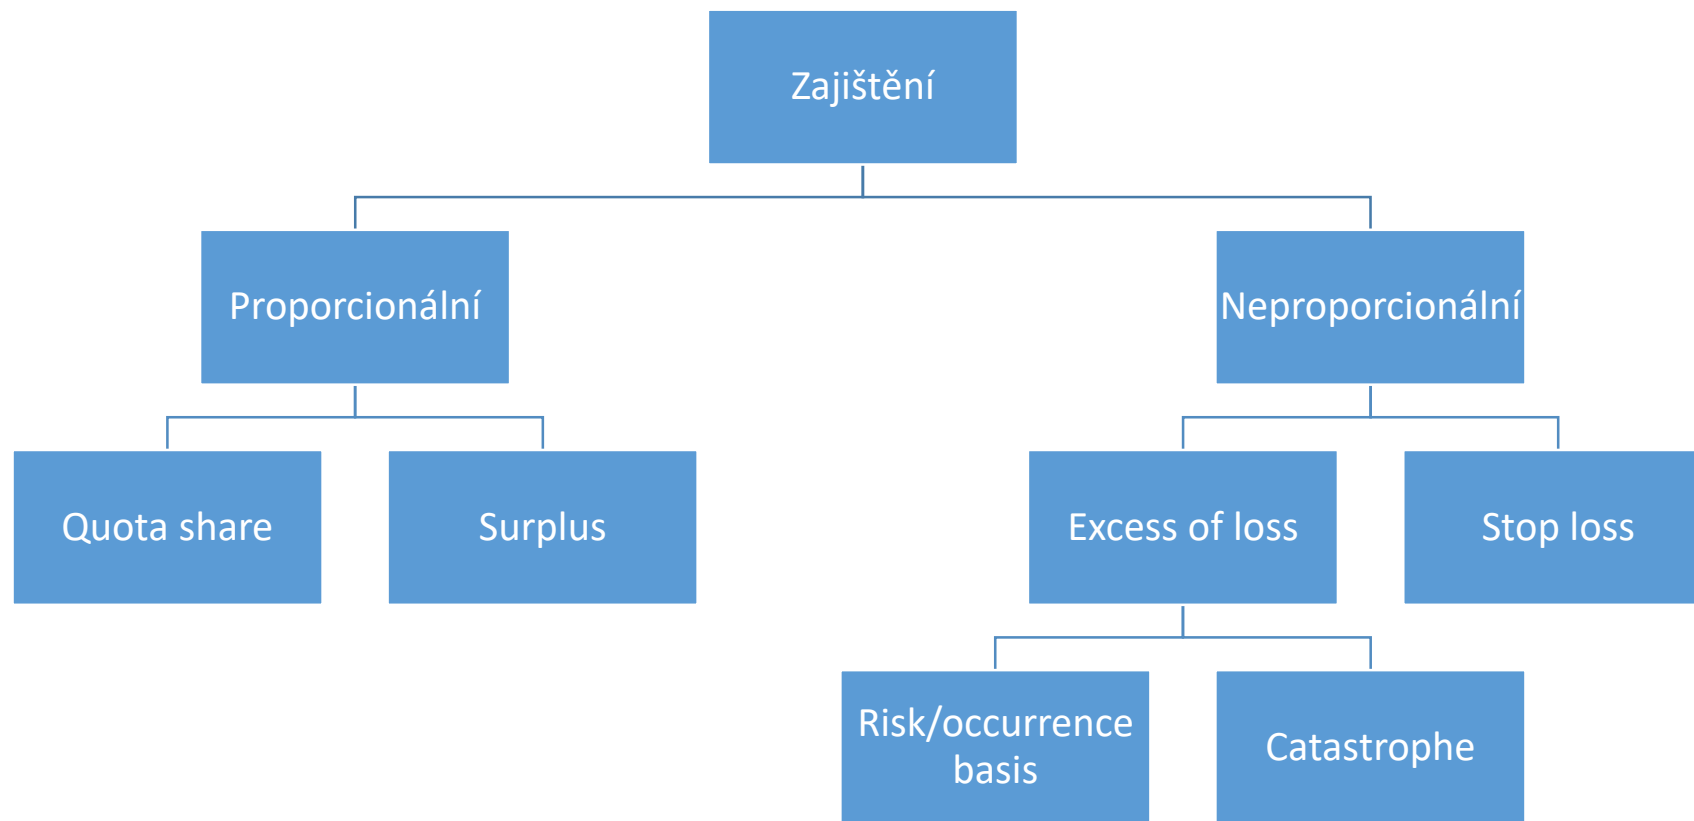 Zajištění
Proporcionální
Neproporcionální
Quota share
Surplus
Excess of loss
Stop loss
Risk/occurrence
basis
Catastrophe